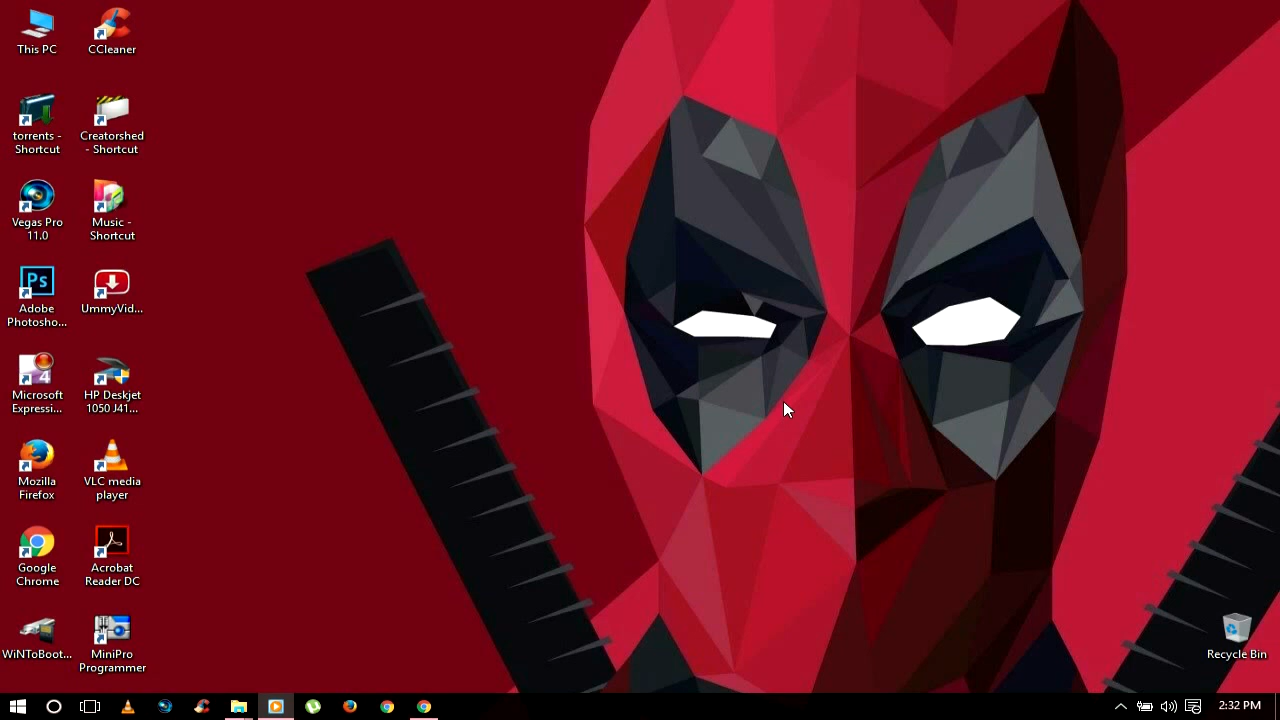 This PC
CCleaner
torrents -
Shortcut
Creatorshed
- Shortcut
Vegas Pro
11.0
Music -
Shortcut
Ps
Adobe
Photosho...
UmmyVid...
4
Microsoft
Expressi...
HP Deskjet
1050 J41...
Mozilla
Firefox
VLC media
player
Google
Chrome
Acrobat
Reader DC
WiNToBoot...
MiniPro
Programmer
Recycle Bin
2:32 PM